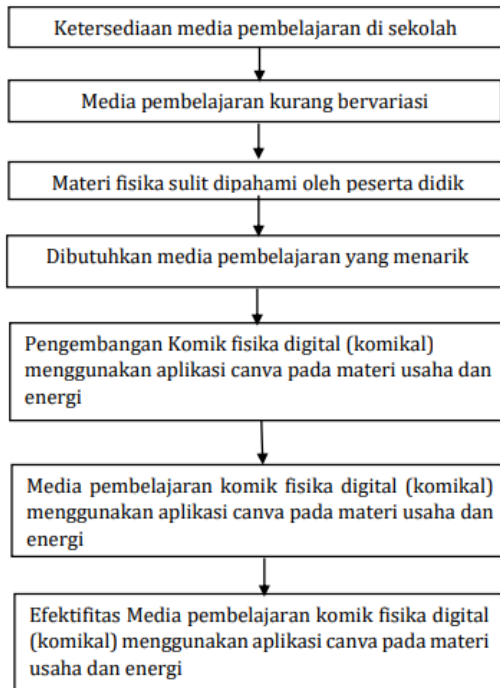 Ketersediaan media pembelajaran di sekolah
Media pembelajaran kurang bervariasi
Materi fisika sulit dipahami oleh peserta didik
Dibutuhkan media pembelajaran yang menarik
Pengembangan Komik fisika digital (komikal)
menggunakan aplikasi canva pada materi usaha dan
energi
Media pembelajaran komik fisika digital (komikal)
menggunakan aplikasi canva pada materi usaha dan
energi
Efektifitas Media pembelajaran komik fisika digital
(komikal) menggunakan aplikasi canva pada materi
usaha dan energi